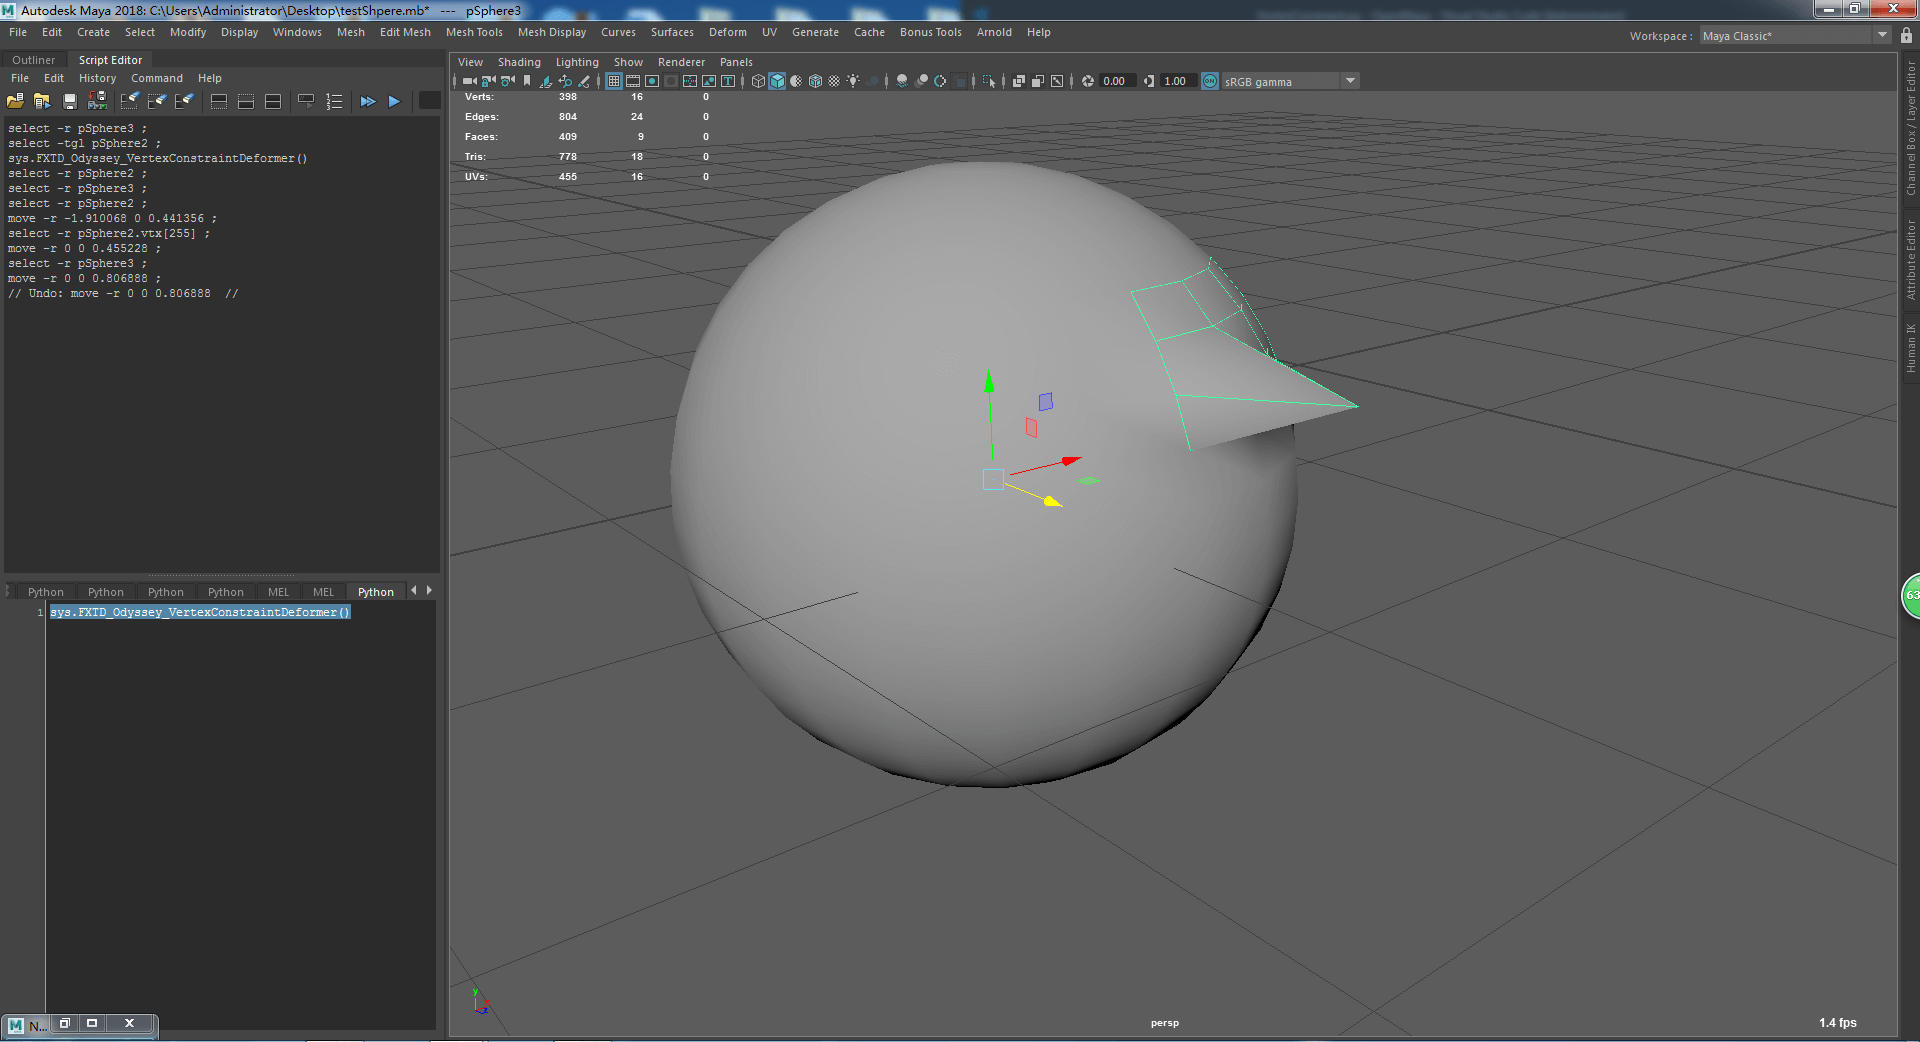 Autodesk Maya 2018: C:\Users\Administrator\Desktop\testShpere.mb*   ---   pSphere3
File Edit Create Select Modify Display Windows Mesh Edit Mesh Mesh Tools Mesh Display Curves Surfaces Deform UV Generate Cache Bonus Tools Arnold Help
Workspace : Maya Classic*
Outliner Script Editor
File Edit History Command Help
select -r pSphere3 ;
select -tgl pSphere2 ;
sys.FXTD_Odyssey_VertexConstraintDeformer()
select -r pSphere2 ;
select -r pSphere3 ;
select -r pSphere2 ;
move -r -1.910068 0 0.441356 ;
select -r pSphere2.vtx[255] ;
move -r 0 0 0.455228 ;
select -r pSphere3 ;
move -r 0 0 0.806888 ;
// Undo: move -r 0 0 0.806888  //
Python Python Python Python MEL MEL Python
1 sys.FXTD_Odyssey_VertexConstraintDeformer()
N...
View Shading Lighting Show Renderer Panels
0.00 1.00 ON sRGB gamma
Verts: 398 16 0
Edges: 804 24 0
Faces: 409 9 0
Tris: 778 18 0
UVs: 455 16 0
y
z
persp
1.4 fps
Channel Box / Layer Editor
Attribute Editor
Human IK
63